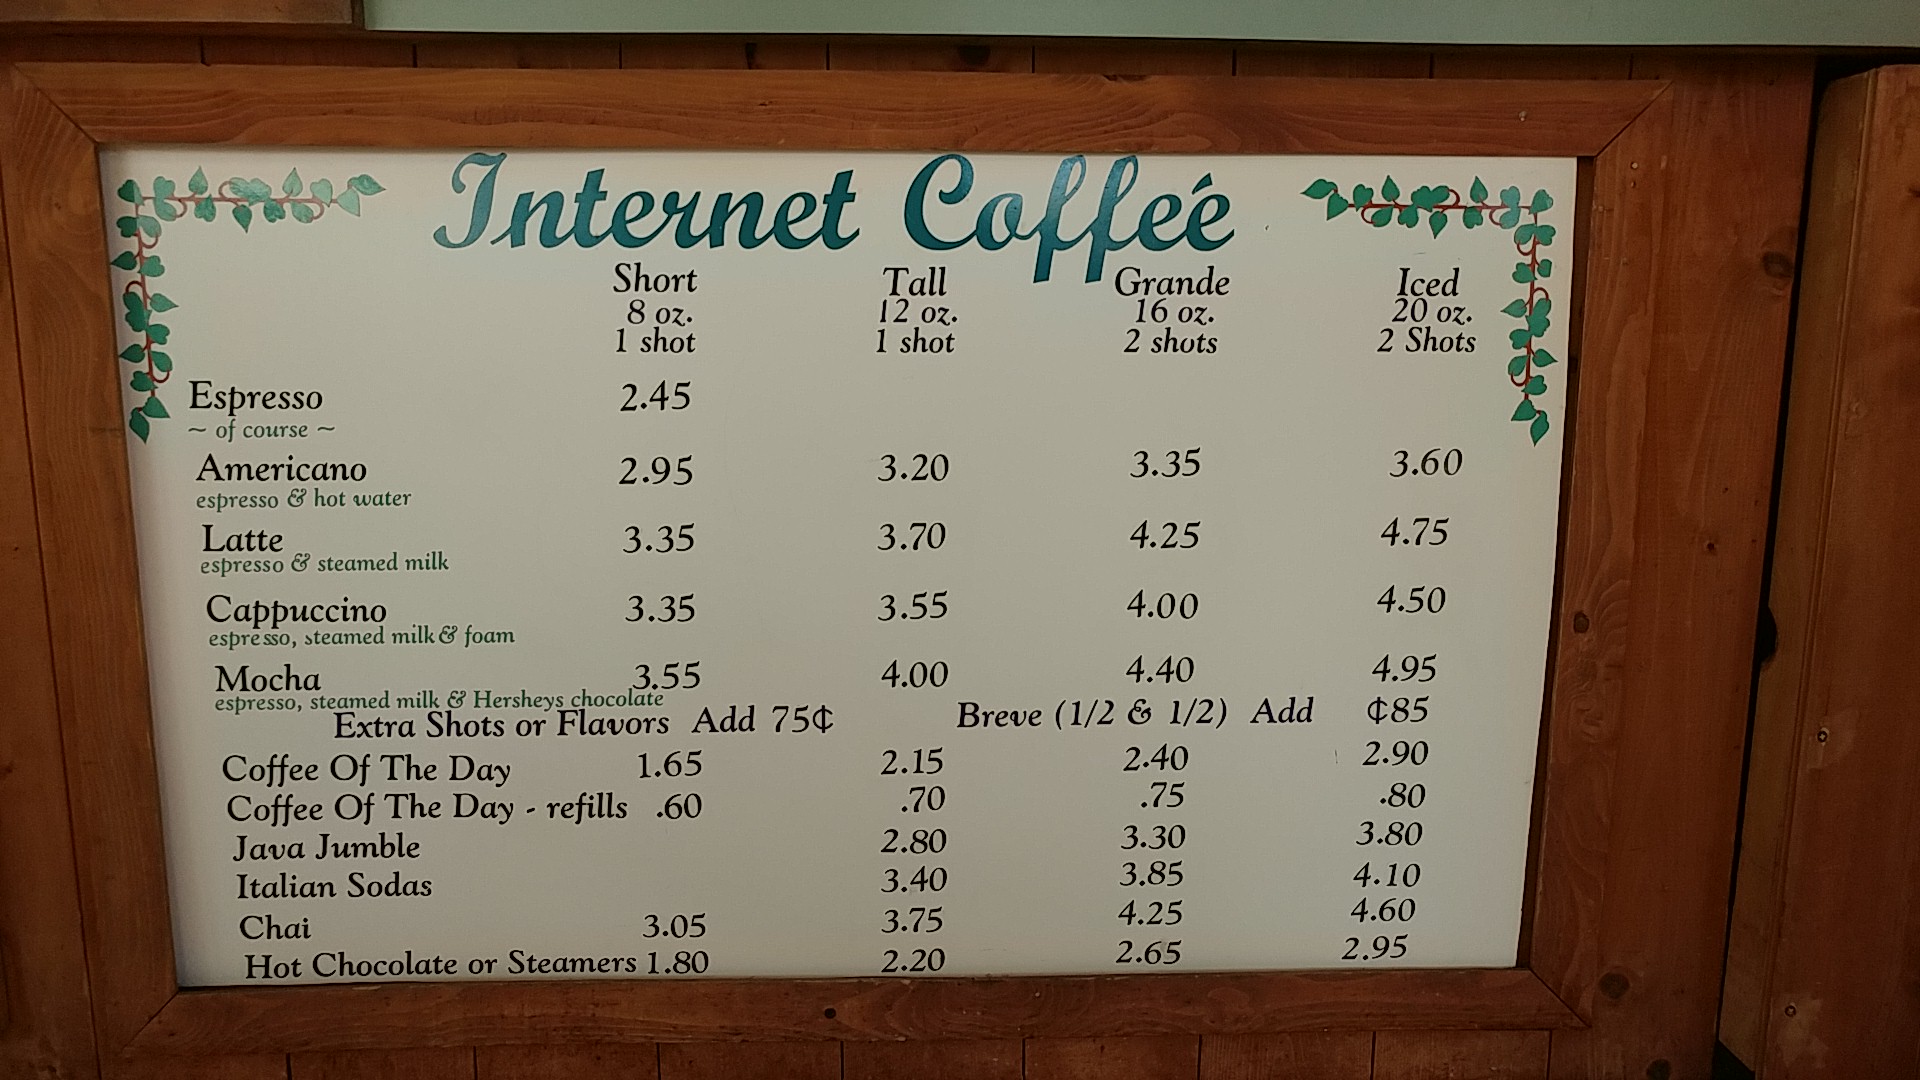 Internet Coffeé
Short Tall Grande Iced
8 oz. 12 oz. 16 oz. 20 oz.
1 shot 1 shot 2 shots 2 Shots
Espresso 2.45
~ of course ~
Americano 2.95 3.20 3.35 3.60
espresso & hot water
Latte 3.35 3.70 4.25 4.75
espresso & steamed milk
Cappuccino 3.35 3.55 4.00 4.50
espresso, steamed milk & foam
Mocha 3.55 4.00 4.40 4.95
espresso, steamed milk & Hersheys chocolate
Extra Shots or Flavors Add 75¢ Breve (1/2 & 1/2) Add ¢85
Coffee Of The Day 1.65 2.15 2.40 2.90
Coffee Of The Day - refills .60 .70 .75 .80
Java Jumble 2.80 3.30 3.80
Italian Sodas 3.40 3.85 4.10
Chai 3.05 3.75 4.25 4.60
Hot Chocolate or Steamers 1.80 2.20 2.65 2.95